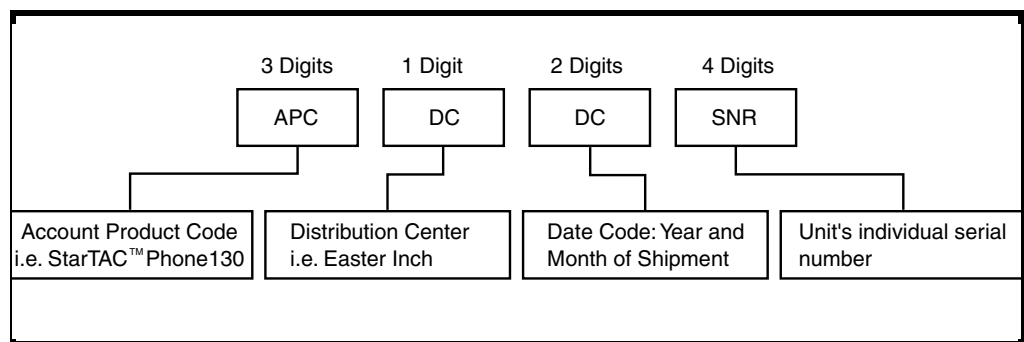 3 Digits 1 Digit 2 Digits 4 Digits
APC DC DC SNR
Account Product Code
i.e. StarTAC™Phone130
Distribution Center
i.e. Easter Inch
Date Code: Year and
Month of Shipment
Unit's individual serial
number